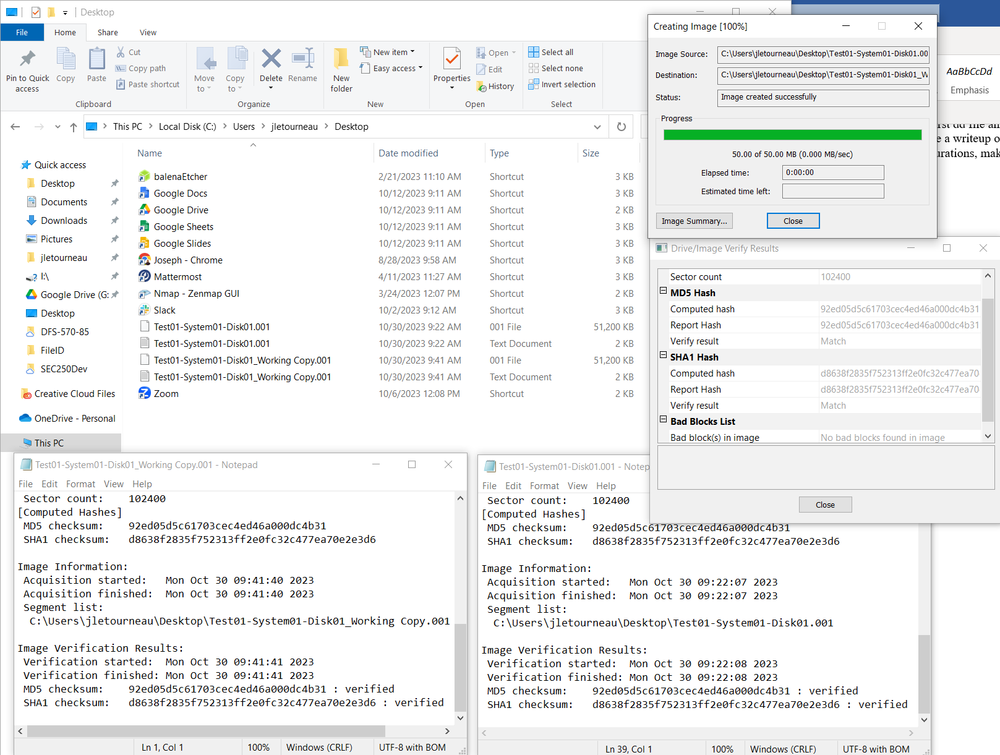 Desktop
File Home Share View
Pin to Quick access
Copy
Paste
Cut
Copy path
Paste shortcut
Clipboard
Move to
Copy to
Delete
Rename
Organize
New folder
New item
Easy access
New
Properties
Open
Edit
History
Open
Select all
Select none
Invert selection
Select
This PC > Local Disk (C:) > Users > jletourneau > Desktop
Quick access
Desktop
Documents
Downloads
Pictures
jletourneau
I:\
Google Drive (G:
Desktop
DFS-570-85
FileID
SEC250Dev
Creative Cloud Files
OneDrive - Personal
This PC
Name Date modified Type Size
balenaEtcher 2/21/2023 11:10 AM Shortcut 3 KB
Google Docs 10/12/2023 9:11 AM Shortcut 3 KB
Google Drive 10/12/2023 9:11 AM Shortcut 2 KB
Google Sheets 10/12/2023 9:11 AM Shortcut 3 KB
Google Slides 10/12/2023 9:11 AM Shortcut 3 KB
Joseph - Chrome 8/28/2023 9:58 AM Shortcut 3 KB
Mattermost 4/11/2023 11:27 AM Shortcut 3 KB
Nmap - Zenmap GUI 3/24/2023 12:07 PM Shortcut 2 KB
Slack 10/2/2023 9:12 AM Shortcut 3 KB
Test01-System01-Disk01.001 10/30/2023 9:22 AM 001 File 51,200 KB
Test01-System01-Disk01.001 10/30/2023 9:22 AM Text Document 2 KB
Test01-System01-Disk01_Working Copy.001 10/30/2023 9:41 AM 001 File 51,200 KB
Test01-System01-Disk01_Working Copy.001 10/30/2023 9:41 AM Text Document 2 KB
Zoom 10/6/2023 12:08 PM Shortcut 2 KB
Creating Image [100%]
Image Source: C:\Users\jletourneau\Desktop\Test01-System01-Disk01.00
Destination: C:\Users\jletourneau\Desktop\Test01-System01-Disk01_W
Status: Image created successfully
Progress
50.00 of 50.00 MB (0.000 MB/sec)
Elapsed time: 0:00:00
Estimated time left:
Image Summary... Close
AaBbCcDd
Emphasis
rst dd file an
e a writeup o
urations, mak
Drive/Image Verify Results
Sector count 102400
MD5 Hash
Computed hash 92ed05d5c61703cec4ed46a000dc4b31
Report Hash 92ed05d5c61703cec4ed46a000dc4b31
Verify result Match
SHA1 Hash
Computed hash d8638f2835f752313ff2e0fc32c477ea70
Report Hash d8638f2835f752313ff2e0fc32c477ea70
Verify result Match
Bad Blocks List
Bad block(s) in image No bad blocks found in image
Close
Test01-System01-Disk01_Working Copy.001 - Notepad
File Edit Format View Help
Sector count: 102400
[Computed Hashes]
MD5 checksum: 92ed05d5c61703cec4ed46a000dc4b31
SHA1 checksum: d8638f2835f752313ff2e0fc32c477ea70e2e3d6
Image Information:
Acquisition started: Mon Oct 30 09:41:40 2023
Acquisition finished: Mon Oct 30 09:41:40 2023
Segment list:
C:\Users\jletourneau\Desktop\Test01-System01-Disk01_Working Copy.001
Image Verification Results:
Verification started: Mon Oct 30 09:41:41 2023
Verification finished: Mon Oct 30 09:41:41 2023
MD5 checksum: 92ed05d5c61703cec4ed46a000dc4b31 : verified
SHA1 checksum: d8638f2835f752313ff2e0fc32c477ea70e2e3d6 : verified
Ln 1, Col 1 100% Windows (CRLF) UTF-8 with BOM
Test01-System01-Disk01.001 - Notep
File Edit Format View Help
Sector count: 102400
[Computed Hashes]
MD5 checksum: 92ed05d5c61703cec4ed46a000dc4b31
SHA1 checksum: d8638f2835f752313ff2e0fc32c477ea70e2e3d6
Image Information:
Acquisition started: Mon Oct 30 09:22:07 2023
Acquisition finished: Mon Oct 30 09:22:07 2023
Segment list:
C:\Users\jletourneau\Desktop\Test01-System01-Disk01.001
Image Verification Results:
Verification started: Mon Oct 30 09:22:08 2023
Verification finished: Mon Oct 30 09:22:08 2023
MD5 checksum: 92ed05d5c61703cec4ed46a000dc4b31 : verified
SHA1 checksum: d8638f2835f752313ff2e0fc32c477ea70e2e3d6 : verified
Ln 39, Col 1 100% Windows (CRLF) UTF-8 with BOM